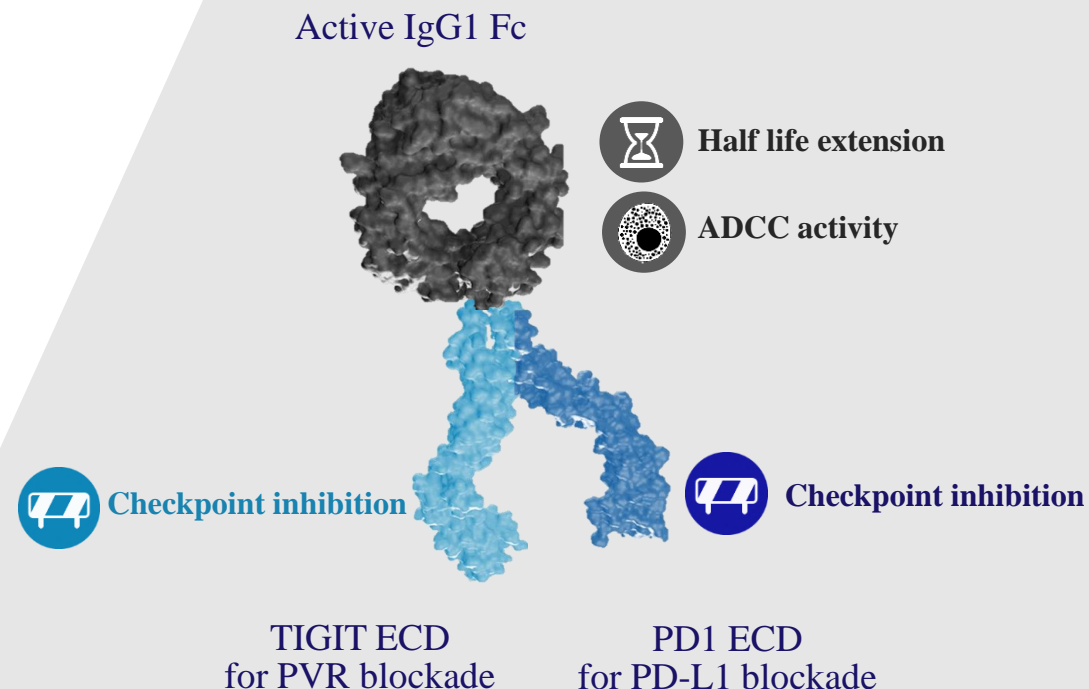 Active IgG1 Fc
Half life extension
ADCC activity
Checkpoint inhibition
Checkpoint inhibition
TIGIT ECD
for PVR blockade
PD1 ECD
for PD-L1 blockade